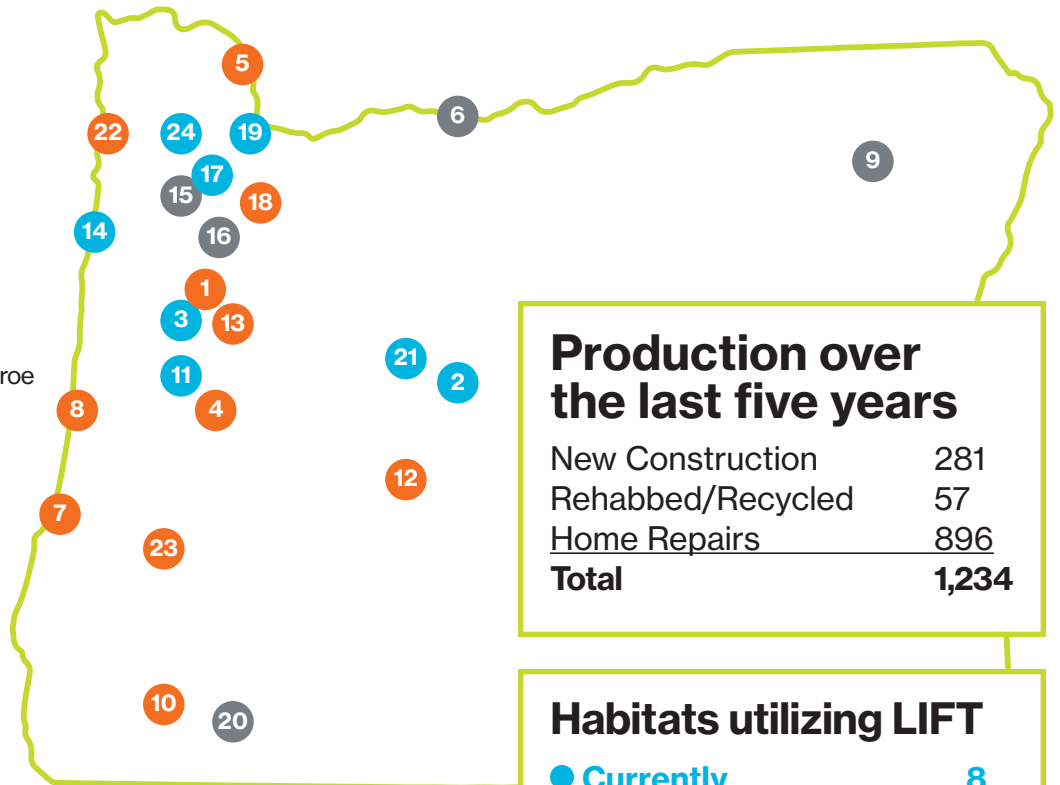 5
6
22
24
19
17
9
15
18
14
16
1
3
13
21
11
2
roe
8
4
12
7
23
10
20
Production over
the last five years
New Construction 281
Rehabbed/Recycled 57
Home Repairs 896
Total 1,234
Habitats utilizing LIFT
Currently 8